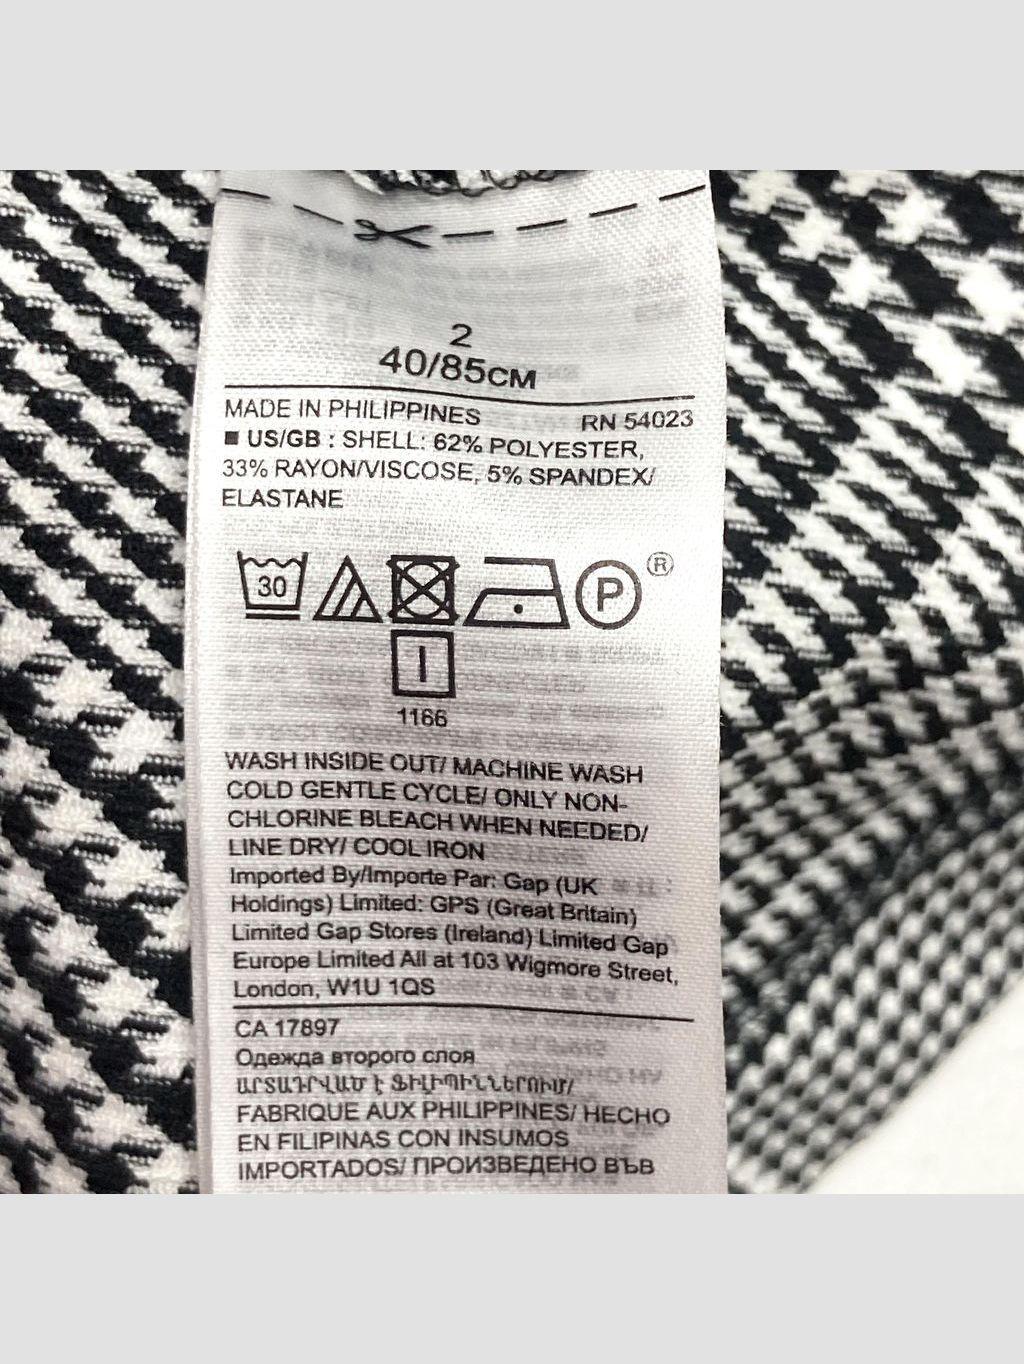 2
40/85CM
MADE IN PHILIPPINES RN 54023
■ US/GB : SHELL: 62% POLYESTER,
33% RAYON/VISCOSE, 5% SPANDEX/
ELASTANE
30 P ®
1166
WASH INSIDE OUT/ MACHINE WASH
COLD GENTLE CYCLE/ ONLY NON-
CHLORINE BLEACH WHEN NEEDED/
LINE DRY/ COOL IRON
Imported By/Importe Par: Gap (UK
Holdings) Limited: GPS (Great Britain)
Limited Gap Stores (Ireland) Limited Gap
Europe Limited All at 103 Wigmore Street,
London, W1U 1QS
CA 17897
Одежда второго слоя
ԱՐՏԱԴՐՎԱԾ Է ՖԻԼԻՊԻՆՆԵՐՈՒՄ/
FABRIQUE AUX PHILIPPINES/ HECHO
EN FILIPINAS CON INSUMOS
IMPORTADOS/ ПРОИЗВЕДЕНО ВЪВ